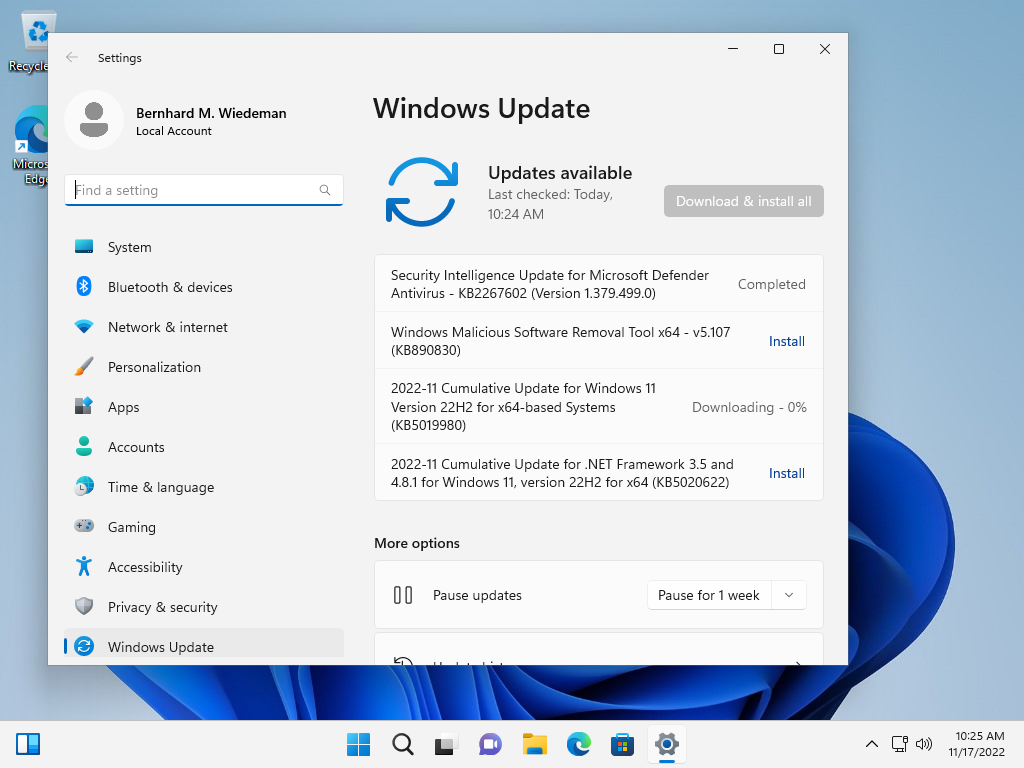 Recycle
Micros
Edge
Settings
Bernhard M. Wiedeman
Local Account
Find a setting
System
Bluetooth & devices
Network & internet
Personalization
Apps
Accounts
Time & language
Gaming
Accessibility
Privacy & security
Windows Update
Windows Update
Updates available
Last checked: Today,
10:24 AM
Download & install all
Security Intelligence Update for Microsoft Defender
Antivirus - KB2267602 (Version 1.379.499.0)
Completed
Windows Malicious Software Removal Tool x64 - v5.107
(KB890830)
Install
2022-11 Cumulative Update for Windows 11
Version 22H2 for x64-based Systems
(KB5019980)
Downloading - 0%
2022-11 Cumulative Update for .NET Framework 3.5 and
4.8.1 for Windows 11, version 22H2 for x64 (KB5020622)
Install
More options
Pause updates
Pause for 1 week
10:25 AM
11/17/2022